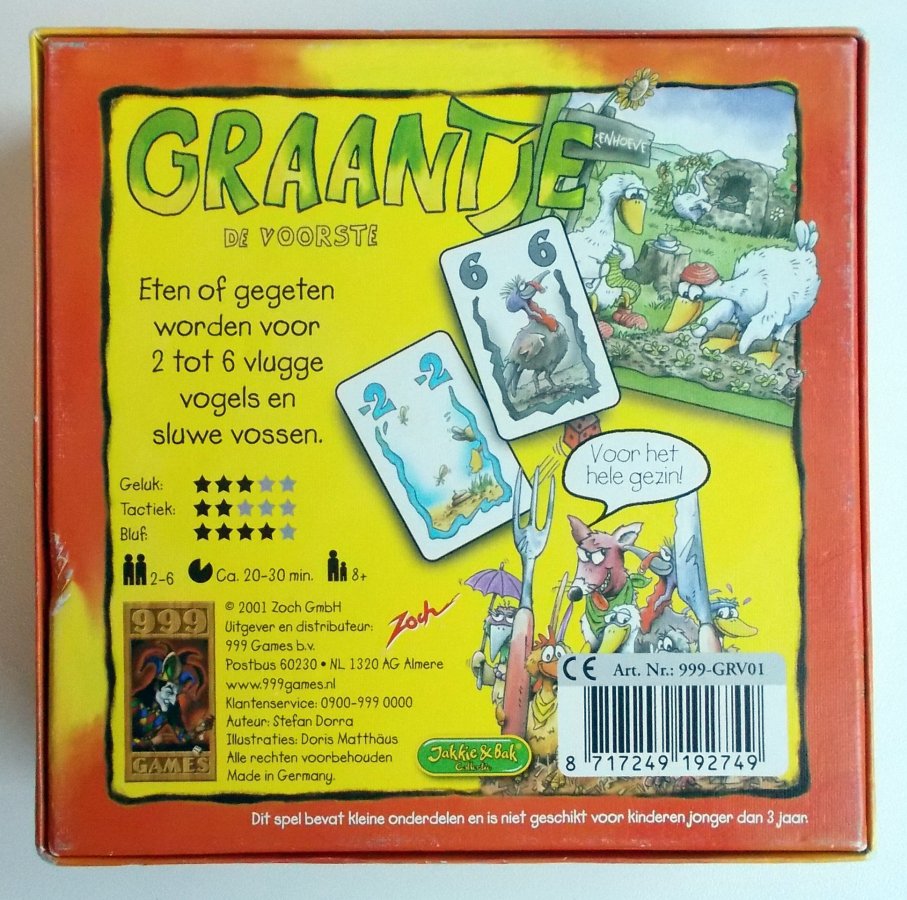 GRAANTJE
DE VOORSTE
ENHOEVE
Eten of gegeten
worden voor
2 tot 6 vlugge
vogels en
sluwe vossen.
6 6
-2 -2
Voor het
hele gezin!
Geluk:
Tactiek:
Bluf:
2-6 Ca. 20-30 min. 8+
999
GAMES
© 2001 Zoch GmbH
Uitgever en distributeur:
999 Games b.v.
Postbus 60230 • NL 1320 AG Almere
www.999games.nl
Klantenservice: 0900-999 0000
Auteur: Stefan Dorra
Illustraties: Doris Matthäus
Alle rechten voorbehouden
Made in Germany.
Zoch
Jakkie & Bak
CE Art. Nr.: 999-GRV01
8 717249 192749
Dit spel bevat kleine onderdelen en is niet geschikt voor kinderen jonger dan 3 jaar.